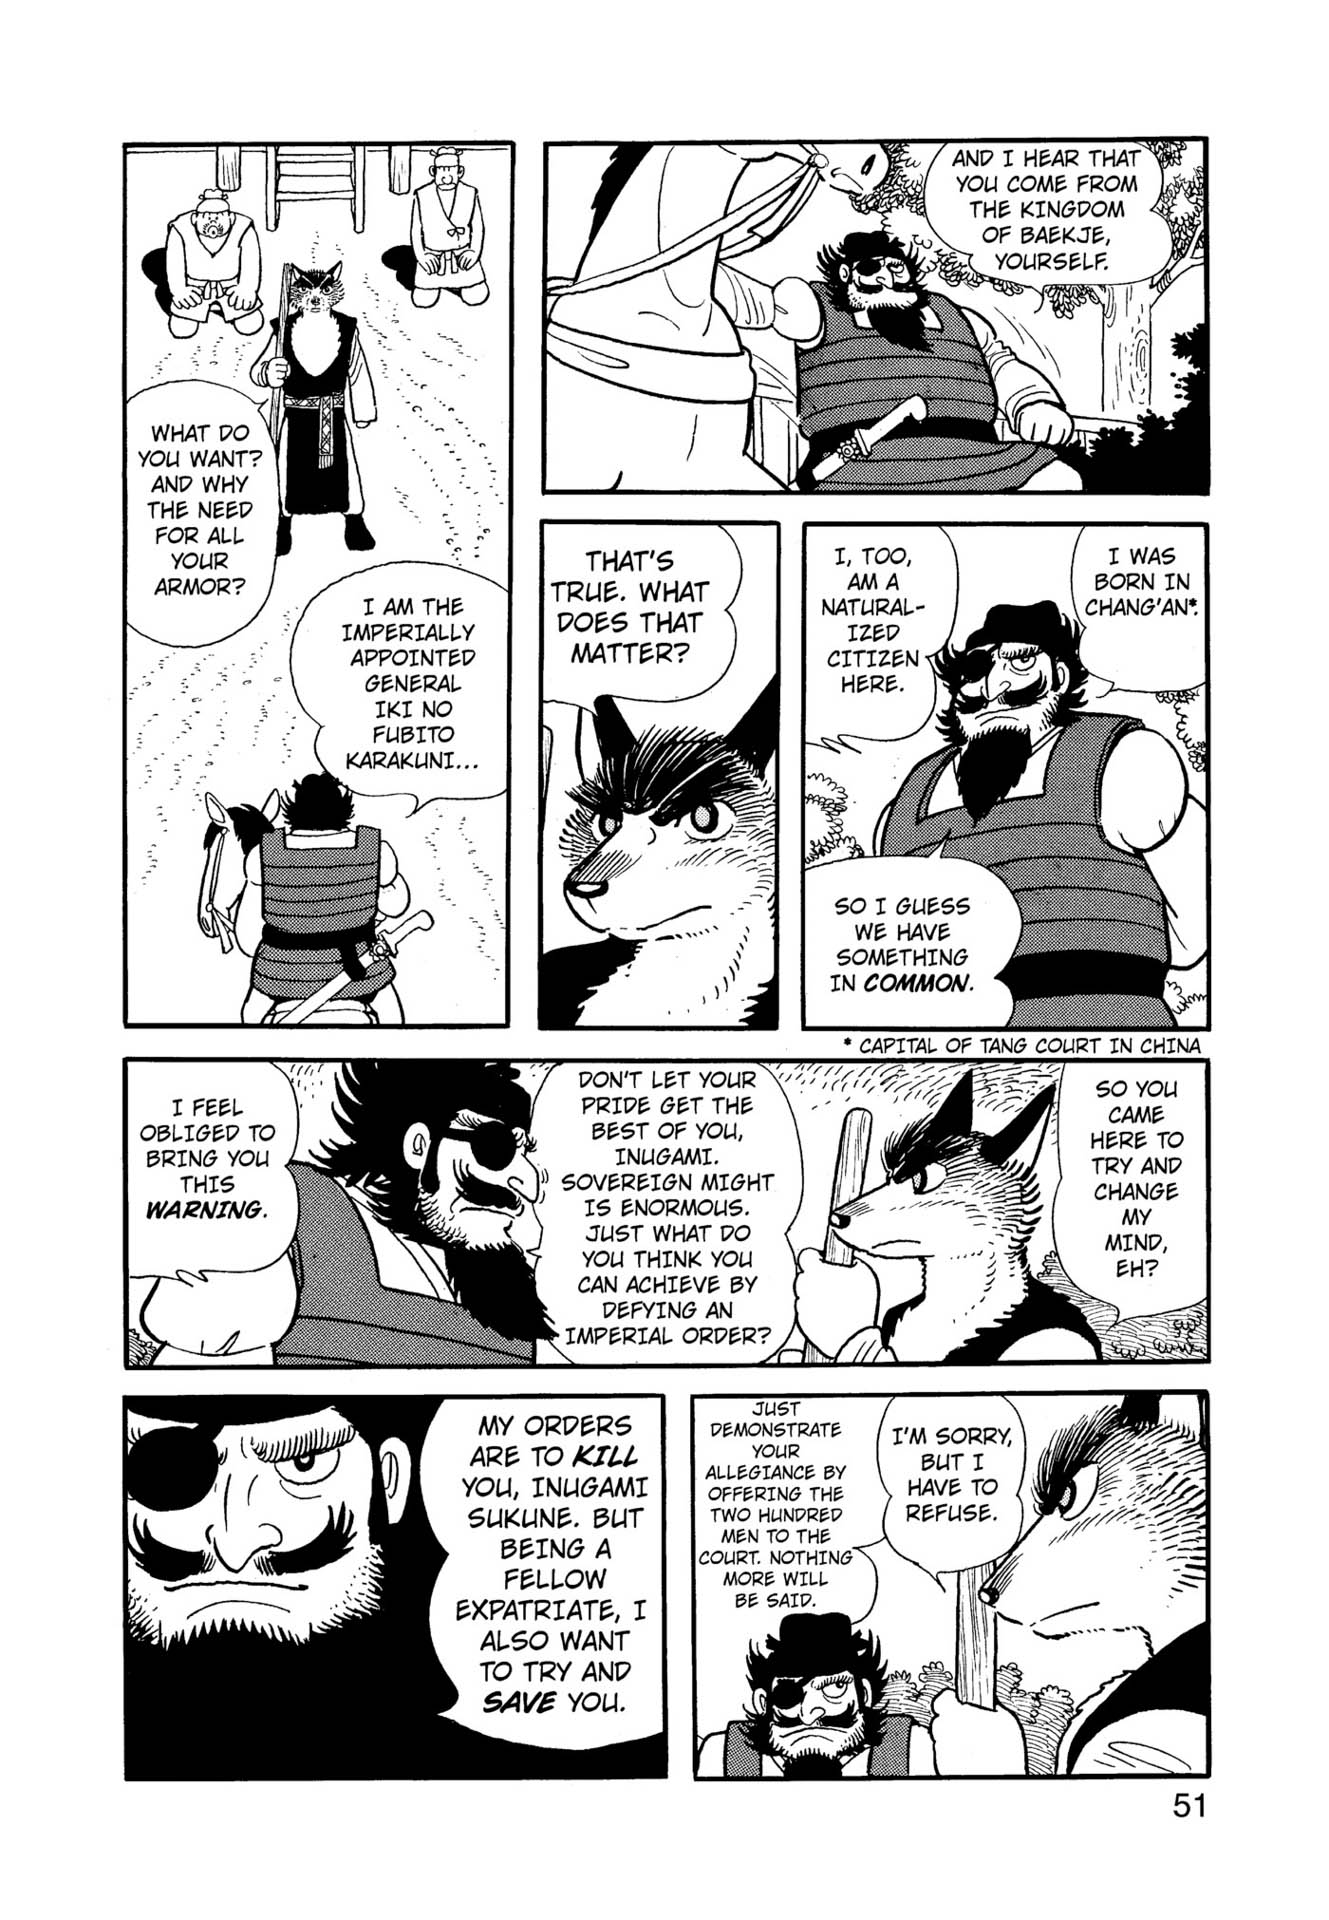 WHAT DO
YOU WANT?
AND WHY
THE NEED
FOR ALL
YOUR
ARMOR?
I AM THE
IMPERIALLY
APPOINTED
GENERAL
IKI NO
FUBITO
KARAKUNI...
AND I HEAR THAT
YOU COME FROM
THE KINGDOM
OF BAEKJE,
YOURSELF.
THAT'S
TRUE. WHAT
DOES THAT
MATTER?
I, TOO,
AM A
NATURAL-
IZED
CITIZEN
HERE.
I WAS
BORN IN
CHANG'AN*.
SO I GUESS
WE HAVE
SOMETHING
IN COMMON.
* CAPITAL OF TANG COURT IN CHINA
I FEEL
OBLIGED TO
BRING YOU
THIS
WARNING.
DON'T LET YOUR
PRIDE GET THE
BEST OF YOU,
INUGAMI.
SOVEREIGN MIGHT
IS ENORMOUS.
JUST WHAT DO
YOU THINK YOU
CAN ACHIEVE BY
DEFYING AN
IMPERIAL ORDER?
SO YOU
CAME
HERE TO
TRY AND
CHANGE
MY
MIND,
EH?
MY ORDERS
ARE TO KILL
YOU, INUGAMI
SUKUNE. BUT
BEING A
FELLOW
EXPATRIATE, I
ALSO WANT
TO TRY AND
SAVE YOU.
JUST
DEMONSTRATE
YOUR
ALLEGIANCE BY
OFFERING THE
TWO HUNDRED
MEN TO THE
COURT. NOTHING
MORE WILL
BE SAID.
I'M SORRY,
BUT I
HAVE TO
REFUSE.
51